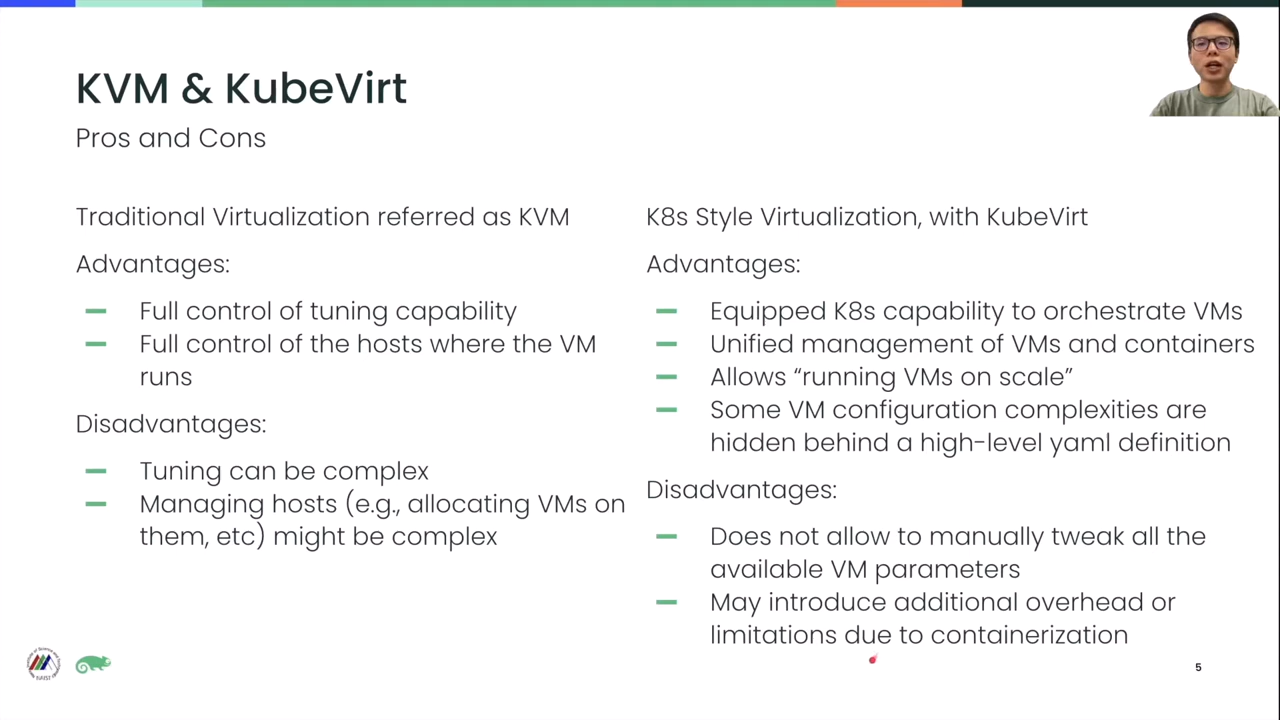 KVM & KubeVirt
Pros and Cons
Traditional Virtualization referred as KVM
Advantages:
Full control of tuning capability
Full control of the hosts where the VM
runs
Disadvantages:
Tuning can be complex
Managing hosts (e.g., allocating VMs on
them, etc) might be complex
K8s Style Virtualization, with KubeVirt
Advantages:
Equipped K8s capability to orchestrate VMs
Unified management of VMs and containers
Allows “running VMs on scale”
Some VM configuration complexities are
hidden behind a high-level yaml definition
Disadvantages:
Does not allow to manually tweak all the
available VM parameters
May introduce additional overhead or
limitations due to containerization
5